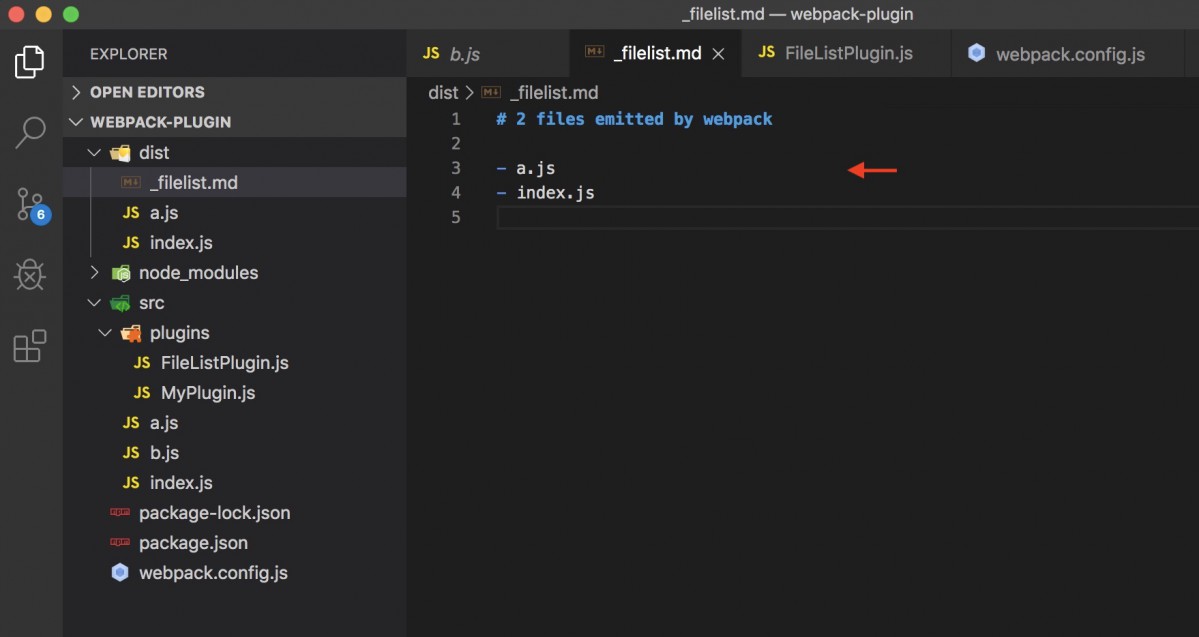 _filelist.md — webpack-plugin
EXPLORER
OPEN EDITORS
WEBPACK-PLUGIN
dist
M↓ _filelist.md
JS a.js
JS index.js
node_modules
src
plugins
JS FileListPlugin.js
JS MyPlugin.js
JS a.js
JS b.js
JS index.js
npm package-lock.json
npm package.json
webpack.config.js
6
JS b.js
M↓ _filelist.md
JS FileListPlugin.js
webpack.config.js
dist > M↓ _filelist.md
1 # 2 files emitted by webpack
2
3 - a.js
4 - index.js
5